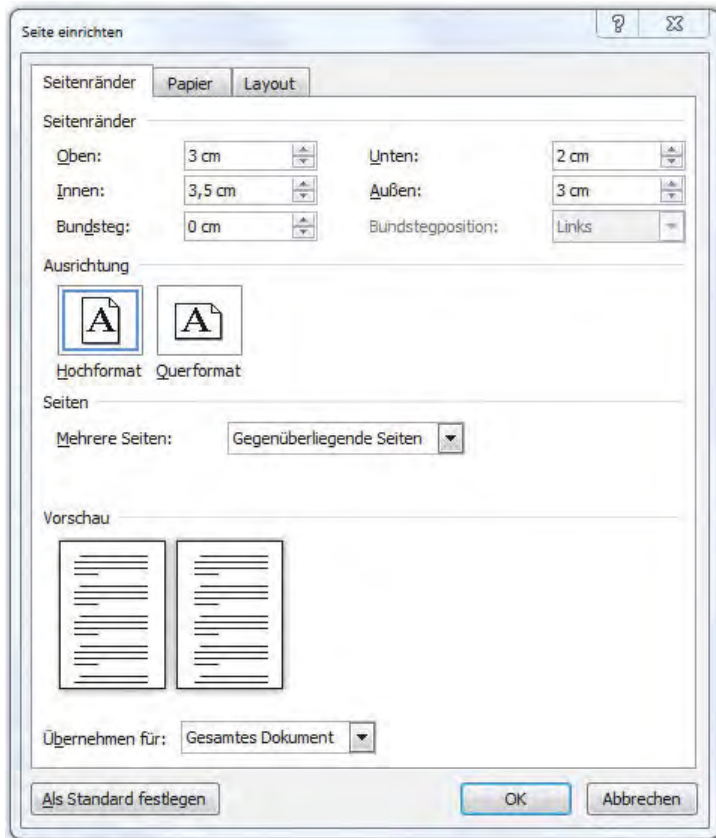 Seite einrichten
Seitenränder Papier Layout
Seitenränder
Oben: 3 cm Unten: 2 cm
Innen: 3,5 cm Außen: 3 cm
Bundsteg: 0 cm Bundstegposition: Links
Ausrichtung
A A
Hochformat Querformat
Seiten
Mehrere Seiten: Gegenüberliegende Seiten
Vorschau
Übernehmen für: Gesamtes Dokument
Als Standard festlegen OK Abbrechen